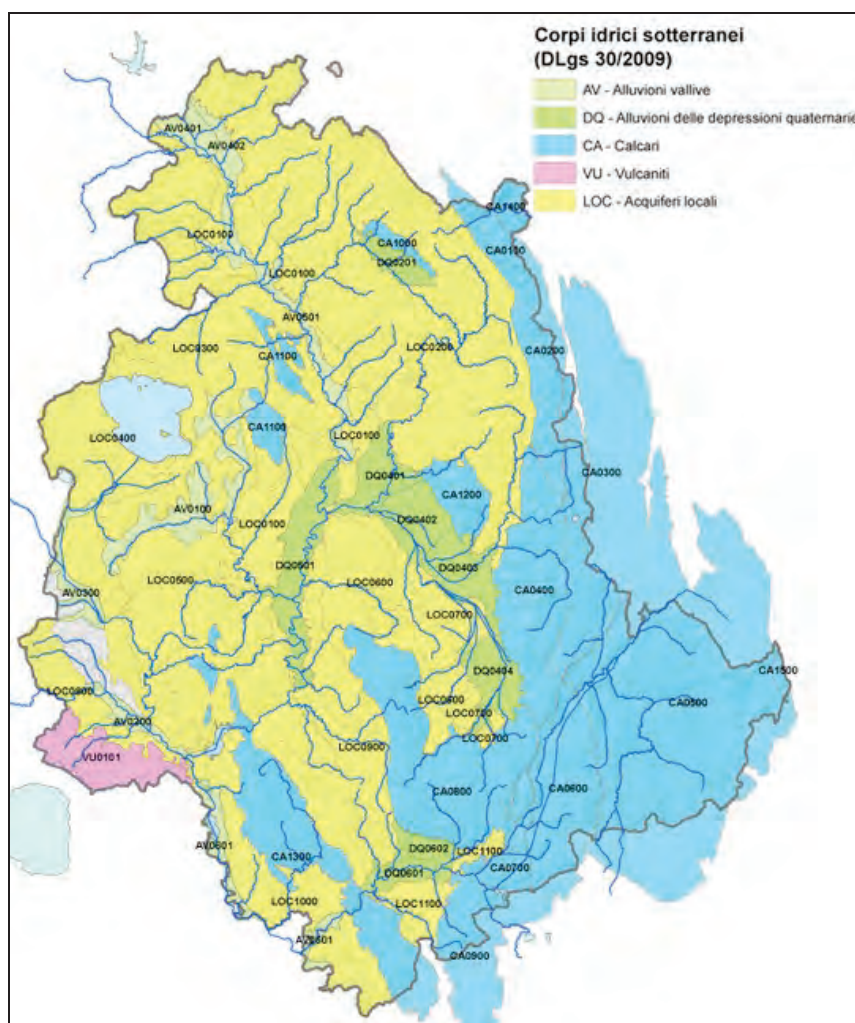 Corpi idrici sotterranei
(DLgs 30/2009)
AV - Alluvioni vallive
DQ - Alluvioni delle depressioni quaternarie
CA - Calcari
VU - Vulcaniti
LOC - Acquiferi locali
AV0401
AV0402
CA1400
LOC0100
CA1000
CA0100
DQ0201
LOC0100
AV0501
LOC0300
CA1100
LOC0200
CA0200
LOC0400
CA1100
LOC0100
CA0300
DQ0401
CA1200
AV0100
LOC0100
DQ0402
DQ0501
DQ0403
LOC0500
LOC0600
AV0300
CA0400
LOC0700
DQ0404
CA1500
LOC0800
LOC0600
CA0500
AV0200
LOC0700
LOC0700
LOC0900
VU0101
CA0800
CA0600
AV0601
DQ0602
LOC1100
CA1300
DQ0601
CA0700
LOC1000
LOC1100
CA0900